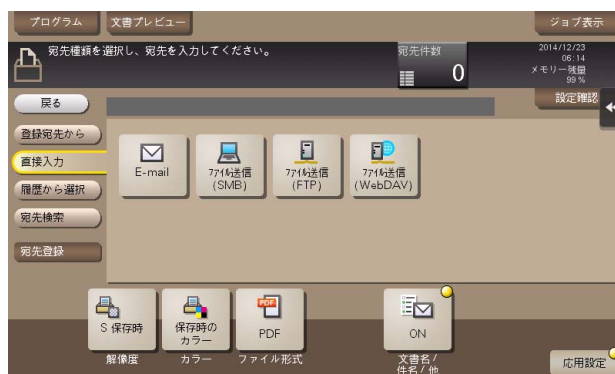 プログラム
文書プレビュー
ジョブ表示
宛先種類を選択し、宛先を入力してください。
宛先件数
0
2014/12/23
06:14
メモリー残量
99 %
戻る
設定確認
登録宛先から
直接入力
履歴から選択
宛先検索
宛先登録
E-mail
ﾌｧｲﾙ送信
(SMB)
ﾌｧｲﾙ送信
(FTP)
ﾌｧｲﾙ送信
(WebDAV)
S 保存時
解像度
保存時の
カラー
カラー
PDF
PDF
ファイル形式
ON
文書名/
件名/他
応用設定